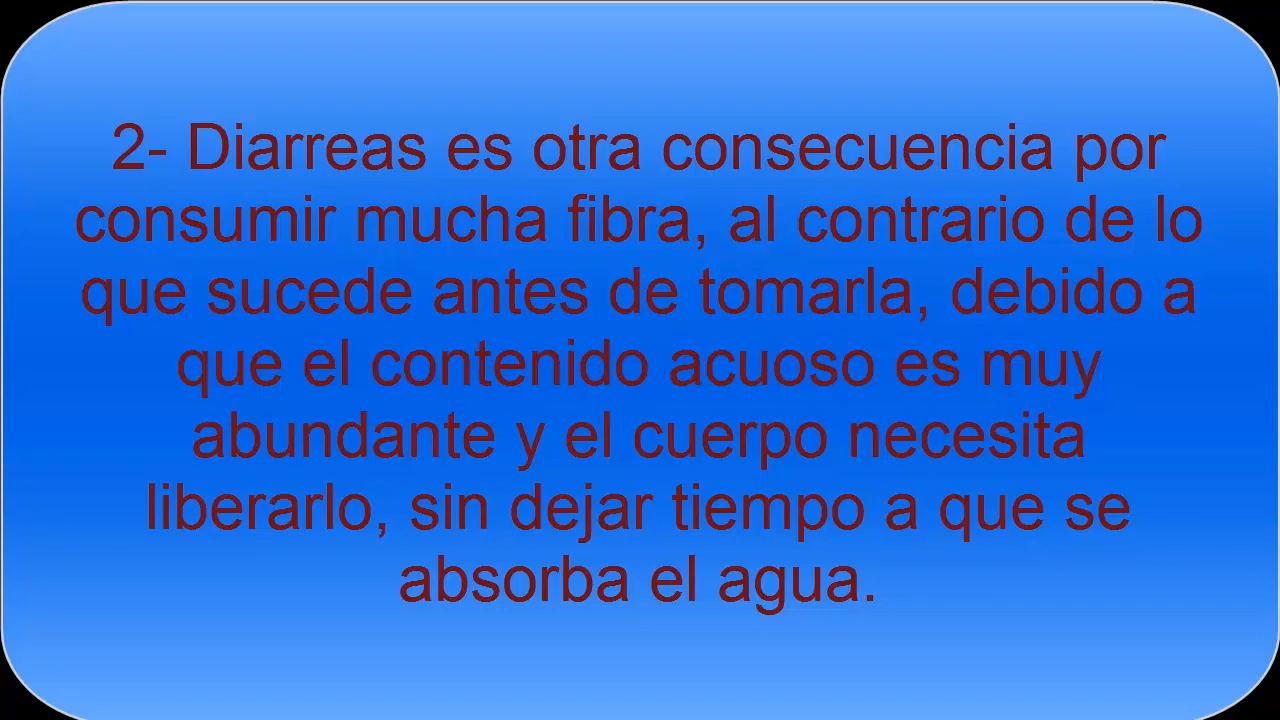 2- Diarreas es otra consecuencia por
consumir mucha fibra, al contrario de lo
que sucede antes de tomarla, debido a
que el contenido acuoso es muy
abundante y el cuerpo necesita
liberarlo, sin dejar tiempo a que se
absorba el agua.